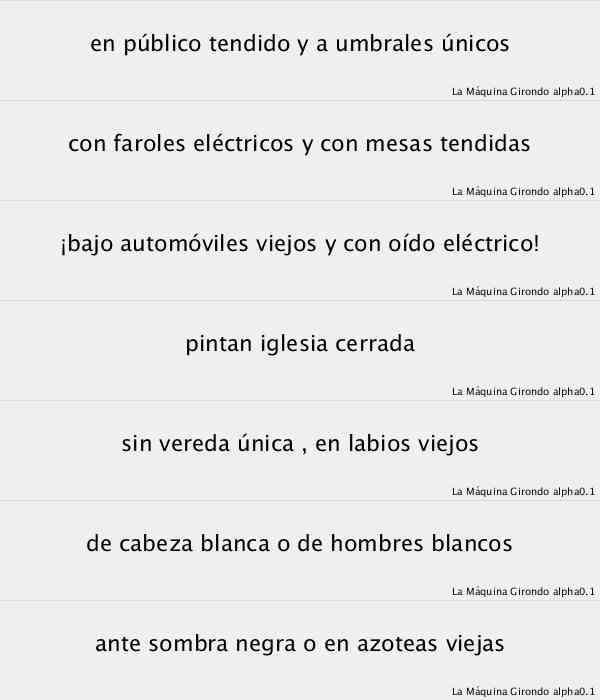 en público tendido y a umbrales únicos
La Máquina Girondo alpha0.1
con faroles eléctricos y con mesas tendidas
La Máquina Girondo alpha0.1
¡bajo automóviles viejos y con oído eléctrico!
La Máquina Girondo alpha0.1
pintan iglesia cerrada
La Máquina Girondo alpha0.1
sin vereda única , en labios viejos
La Máquina Girondo alpha0.1
de cabeza blanca o de hombres blancos
La Máquina Girondo alpha0.1
ante sombra negra o en azoteas viejas
La Máquina Girondo alpha0.1